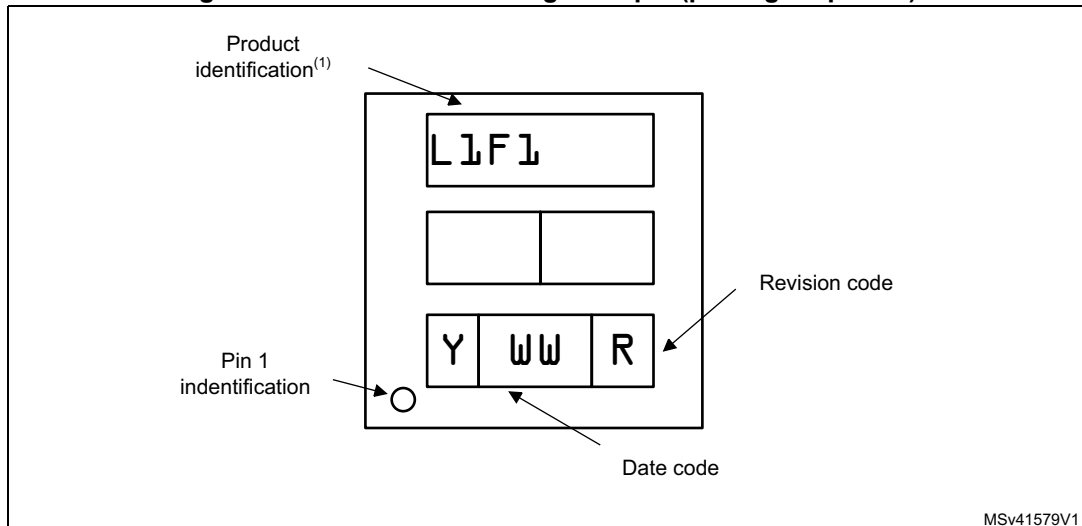 Product
identification(1)
L1F1
Revision code
Y WW R
Pin 1
indentification
Date code
MSv41579V1